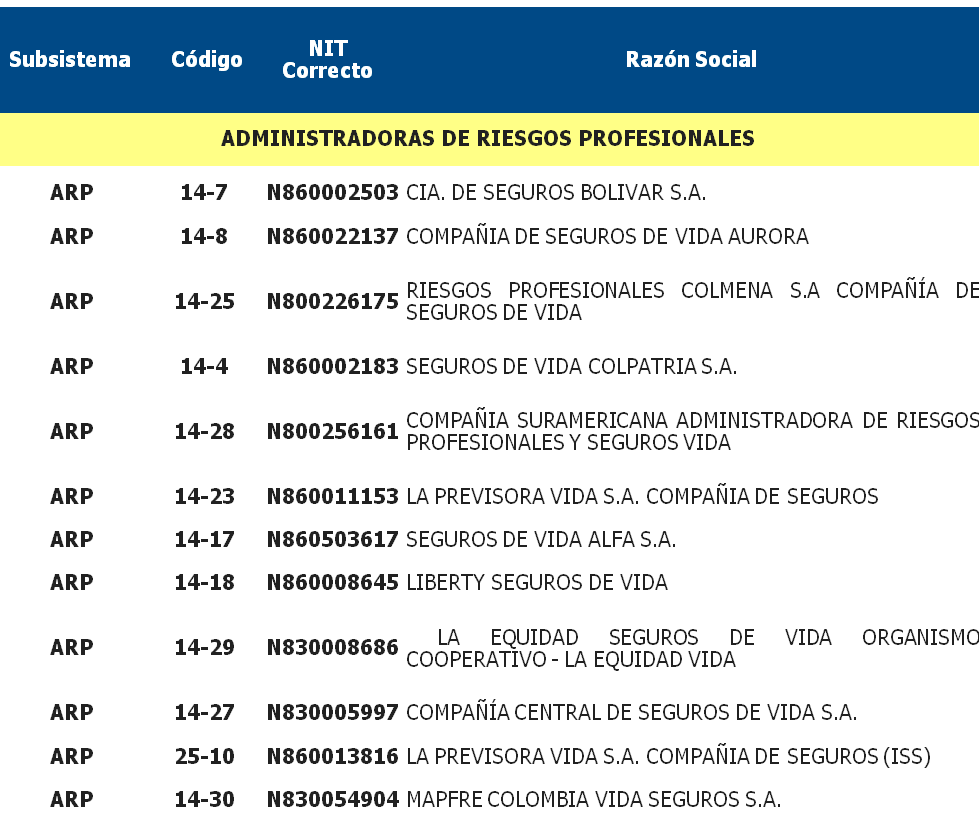 Subsistema Código NIT Correcto Razón Social
ADMINISTRADORAS DE RIESGOS PROFESIONALES
ARP 14-7 N860002503 CIA. DE SEGUROS BOLIVAR S.A.
ARP 14-8 N860022137 COMPAÑIA DE SEGUROS DE VIDA AURORA
ARP 14-25 N800226175 RIESGOS PROFESIONALES COLMENA S.A COMPAÑÍA DE
SEGUROS DE VIDA
ARP 14-4 N860002183 SEGUROS DE VIDA COLPATRIA S.A.
ARP 14-28 N800256161 COMPAÑIA SURAMERICANA ADMINISTRADORA DE RIESGOS
PROFESIONALES Y SEGUROS VIDA
ARP 14-23 N860011153 LA PREVISORA VIDA S.A. COMPAÑIA DE SEGUROS
ARP 14-17 N860503617 SEGUROS DE VIDA ALFA S.A.
ARP 14-18 N860008645 LIBERTY SEGUROS DE VIDA
ARP 14-29 N830008686 LA EQUIDAD SEGUROS DE VIDA ORGANISMO
COOPERATIVO - LA EQUIDAD VIDA
ARP 14-27 N830005997 COMPAÑÍA CENTRAL DE SEGUROS DE VIDA S.A.
ARP 25-10 N860013816 LA PREVISORA VIDA S.A. COMPAÑIA DE SEGUROS (ISS)
ARP 14-30 N830054904 MAPFRE COLOMBIA VIDA SEGUROS S.A.